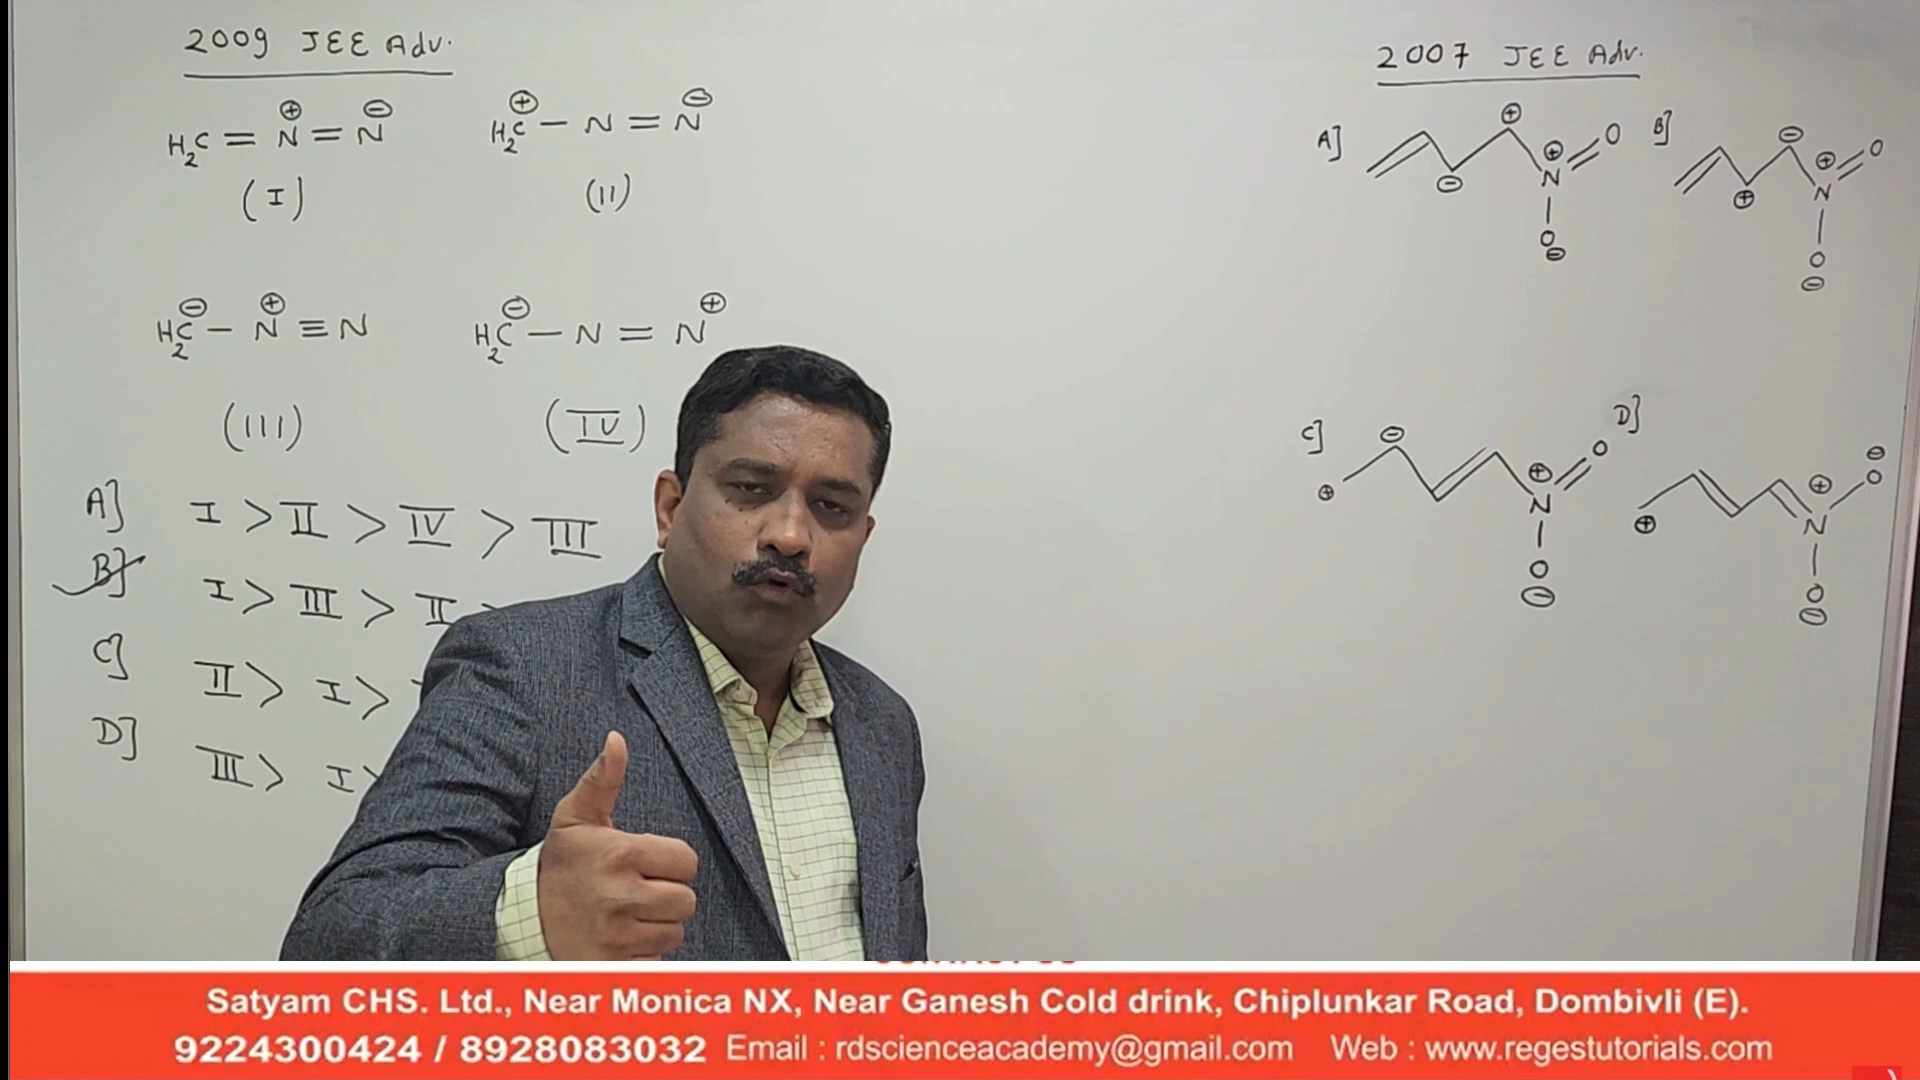 2009 JEE Adv.
H₂C = N⊕ = N⊖
(I)
H₂C⊕ – N = N⊖
(II)
H₂C⊖ – N⊕ ≡ N
(III)
H₂C⊖ – N = N⊕
(IV)
A] I > II > IV > III
B] I > III > II
C] II > I >
D] III > I >
2007 JEE Adv.
A] ⊕ ⊖ N⊕ O O⊖
B] ⊖ ⊕ N⊕ O O⊖
C] ⊖ ⊕ N⊕ O O⊖
D] ⊕ N⊕ O⊖ O⊖
Satyam CHS. Ltd., Near Monica NX, Near Ganesh Cold drink, Chiplunkar Road, Dombivli (E).
9224300424 / 8928083032 Email : rdscienceacademy@gmail.com Web : www.regestutorials.com